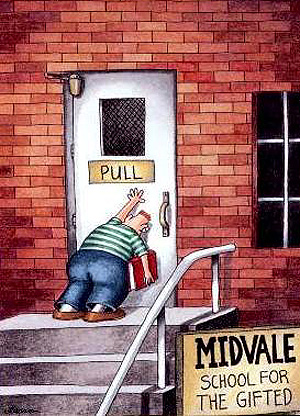 PULL
MIDVALE
SCHOOL FOR
THE GIFTED